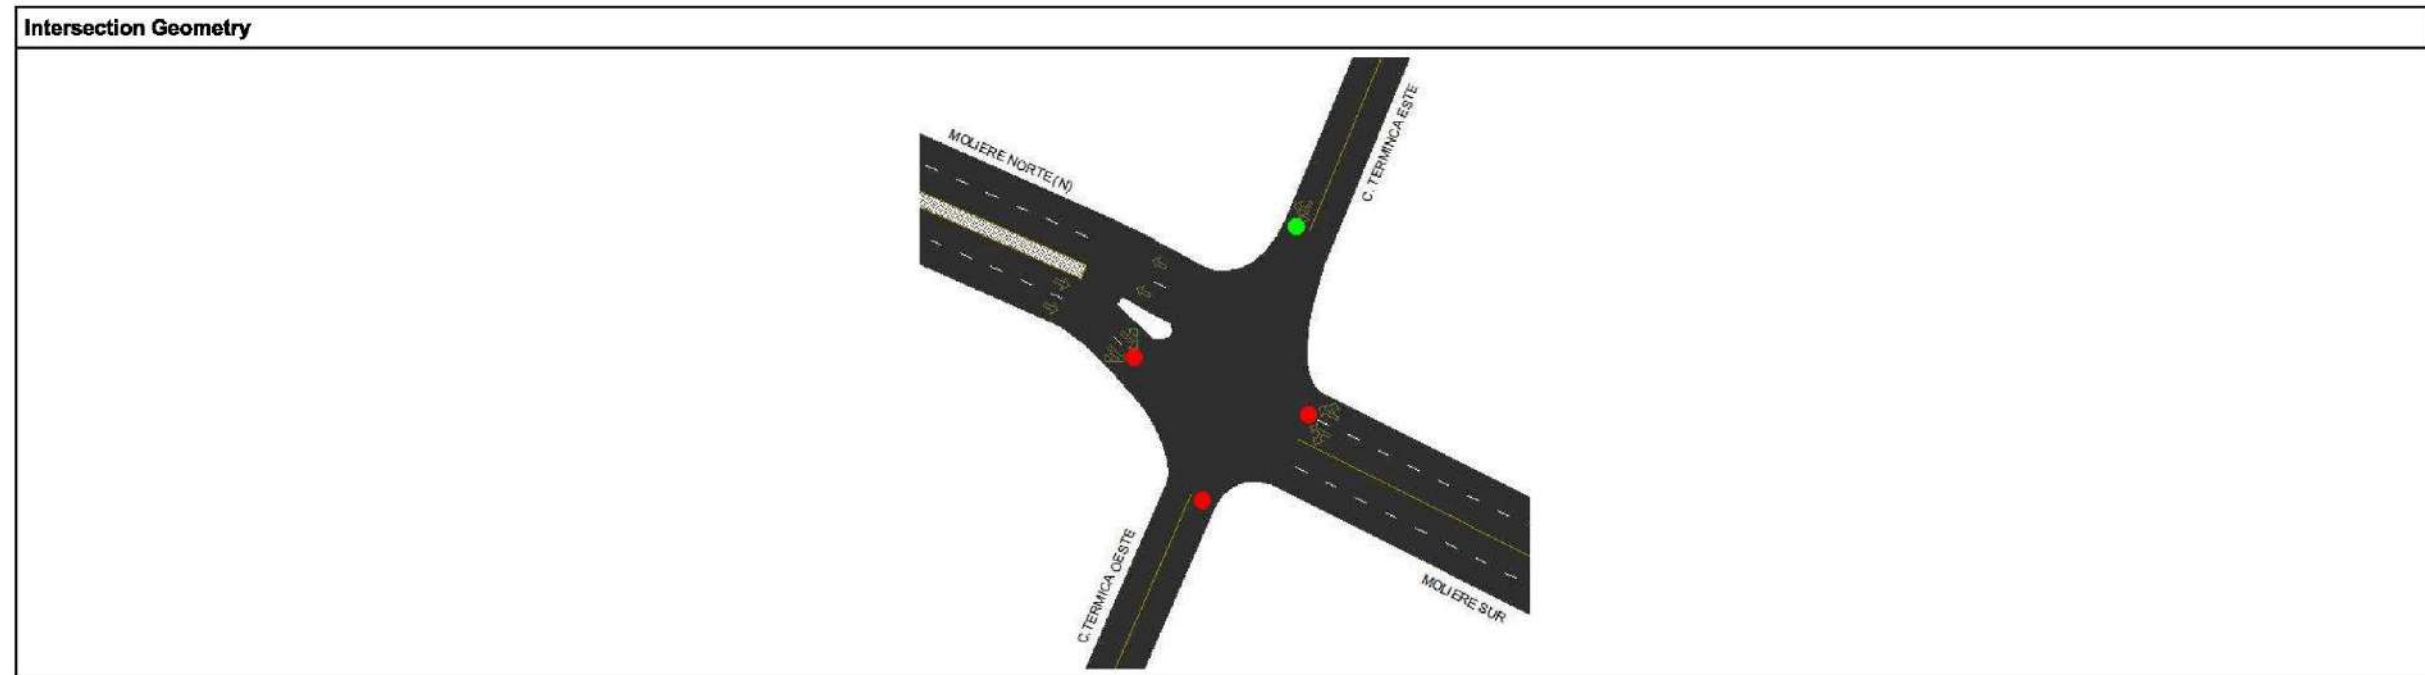 Intersection Geometry
MOLIERE NORTE (N)
C. TERMINCA ESTE
C. TERMICA OESTE
MOLIERE SUR